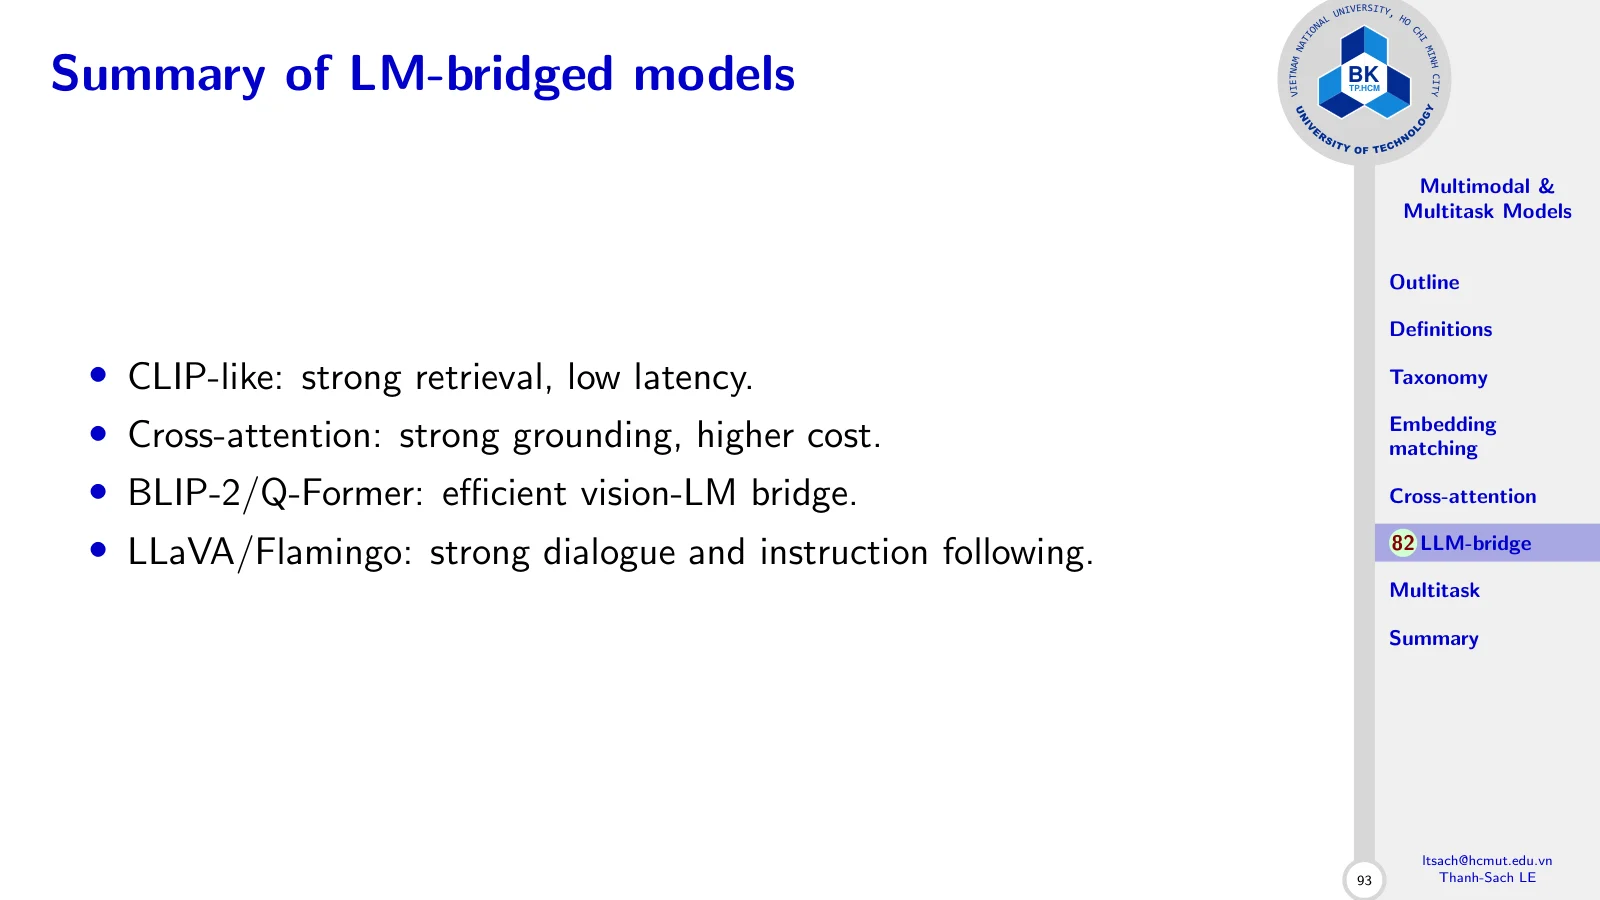 Summary of LM-bridged models
• CLIP-like: strong retrieval, low latency.
• Cross-attention: strong grounding, higher cost.
• BLIP-2/Q-Former: efficient vision-LM bridge.
• LLaVA/Flamingo: strong dialogue and instruction following.
VIETNAM NATIONAL UNIVERSITY, HO CHI MINH CITY
BK
TP.HCM
UNIVERSITY OF TECHNOLOGY
Multimodal &
Multitask Models
Outline
Definitions
Taxonomy
Embedding
matching
Cross-attention
82 LLM-bridge
Multitask
Summary
ltsach@hcmut.edu.vn
Thanh-Sach LE
93